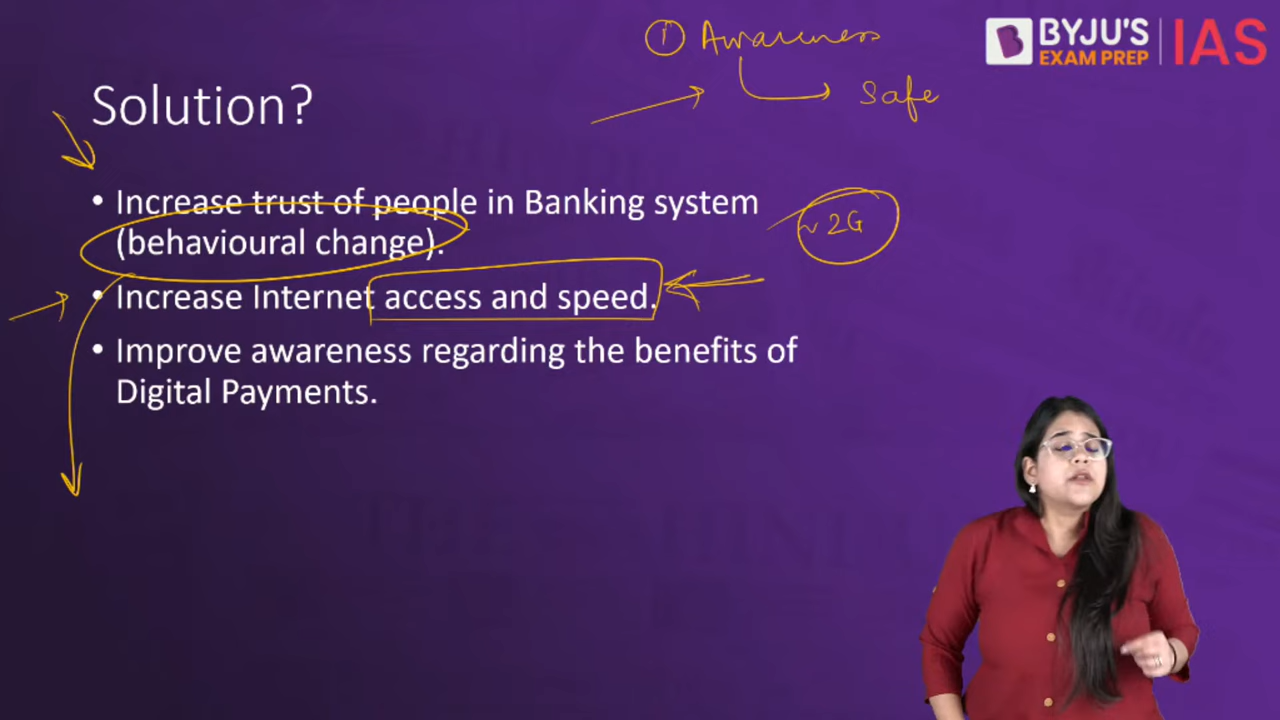 ① Awareness
BYJU'S
EXAM PREP
IAS
Safe
Solution?
• Increase trust of people in Banking system
(behavioural change).
~ 2G
• Increase Internet access and speed.
• Improve awareness regarding the benefits of
Digital Payments.